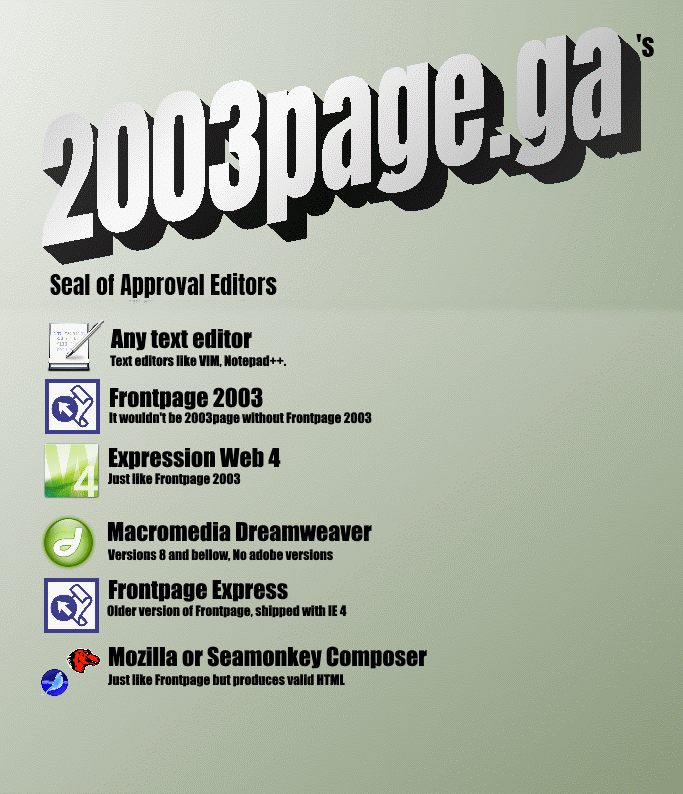 2003page.ga's
Seal of Approval Editors
Any text editor
Text editors like VIM, Notepad++.
Frontpage 2003
It wouldn't be 2003page without Frontpage 2003
W4
Expression Web 4
Just like Frontpage 2003
Macromedia Dreamweaver
Versions 8 and bellow, No adobe versions
Frontpage Express
Older version of Frontpage, shipped with IE 4
Mozilla or Seamonkey Composer
Just like Frontpage but produces valid HTML